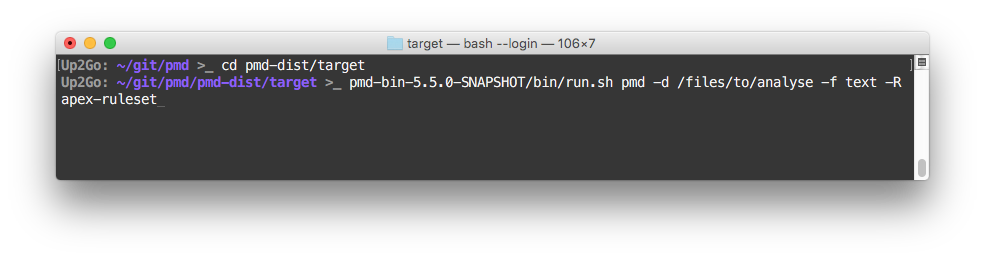 target — bash --login — 106×7
[Up2Go: ~/git/pmd >_ cd pmd-dist/target ]
Up2Go: ~/git/pmd/pmd-dist/target >_ pmd-bin-5.5.0-SNAPSHOT/bin/run.sh pmd -d /files/to/analyse -f text -R
apex-ruleset_